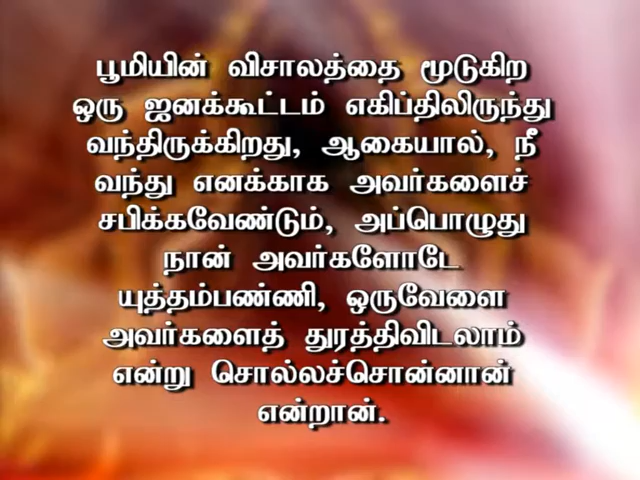 பூமியின் விசாலத்தை மூடுகிற
ஒரு ஜனக்கூட்டம் எகிப்திலிருந்து
வந்திருக்கிறது, ஆகையால், நீ
வந்து எனக்காக அவர்களைச்
சபிக்கவேண்டும், அப்பொழுது
நான் அவர்களோடே
யுத்தம்பண்ணி, ஒருவேளை
அவர்களைத் துரத்திவிடலாம்
என்று சொல்லச்சொன்னான்
என்றான்.